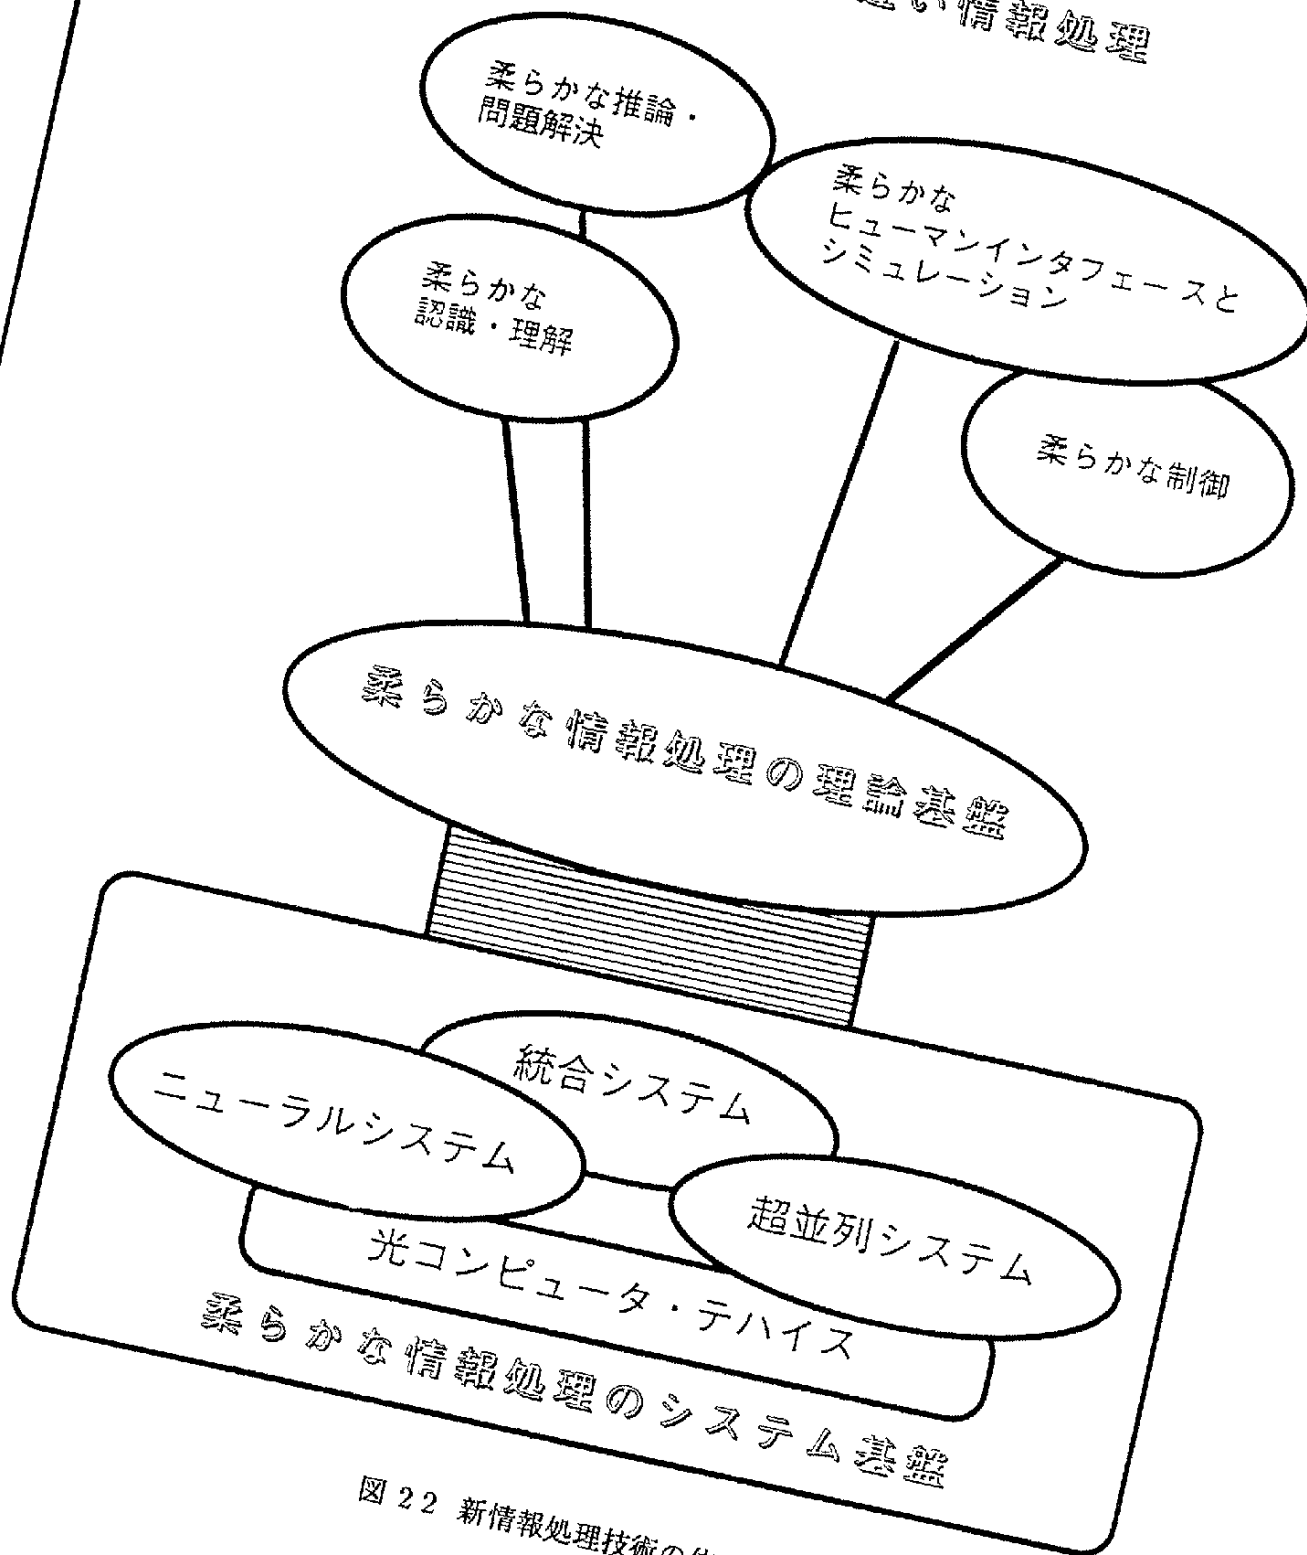 い情報処理
柔らかな推論・
問題解決
柔らかな
ヒューマンインタフェースと
シミュレーション
柔らかな
認識・理解
柔らかな制御
柔らかな情報処理の理論基盤
統合システム
ニューラルシステム
超並列システム
光コンピュータ・テハイス
柔らかな情報処理のシステム基盤
図22 新情報処理技術の